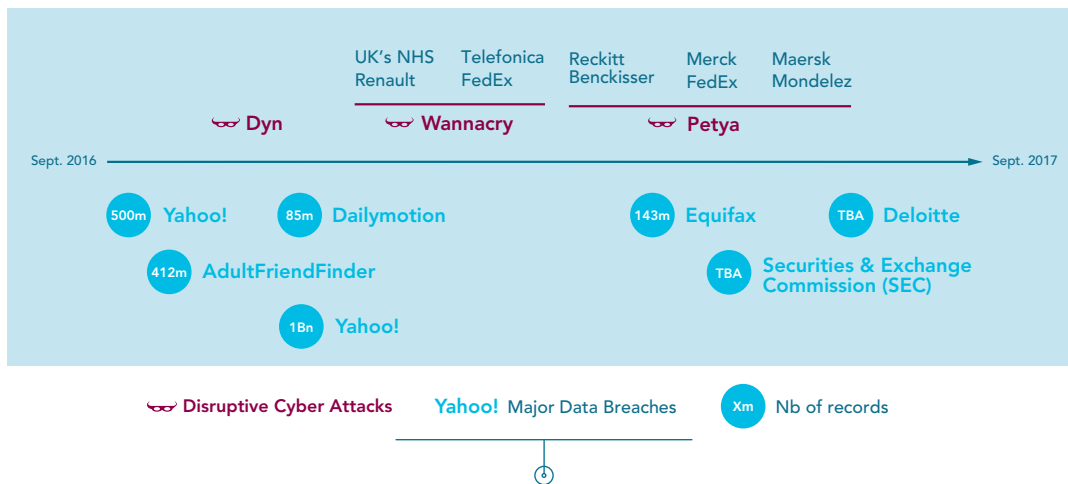 UK's NHS
Renault
Telefonica
FedEx
Reckitt
Benckisser
Merck
FedEx
Maersk
Mondelez
Dyn
Wannacry
Petya
Sept. 2016
Sept. 2017
500m Yahoo!
85m Dailymotion
143m Equifax
TBA Deloitte
412m AdultFriendFinder
TBA Securities & Exchange
Commission (SEC)
1Bn Yahoo!
Disruptive Cyber Attacks
Yahoo! Major Data Breaches
Xm Nb of records